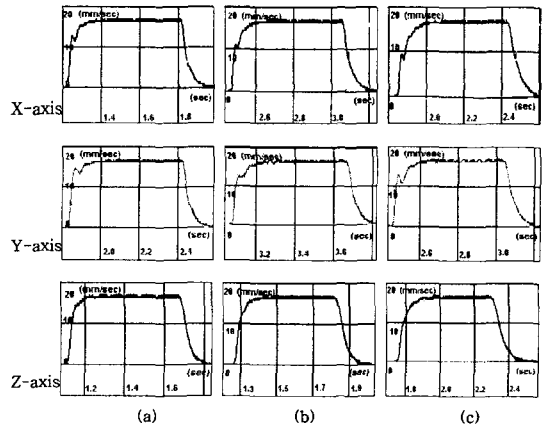 20 (mm/sec) 20 (mm/sec) 20 (mm/sec)
10 10 10
0 (sec) 0 (sec) 0 (sec)
X-axis
1.4 1.6 1.8 2.6 2.8 3.0 2.0 2.2 2.4
20 (mm/sec) 20 (mm/sec) 20 (mm/sec)
10 10 10
0 (sec) 0 (sec) 0 (sec)
Y-axis
2.0 2.2 2.4 3.2 3.4 3.6 2.6 2.8 3.0
20 (mm/sec) 20 (mm/sec) 20 (mm/sec)
10 10 10
0 (sec) 0 (sec) 0 (sec)
Z-axis
1.2 1.4 1.6 1.3 1.5 1.7 1.9 1.8 2.0 2.2 2.4
(a) (b) (c)